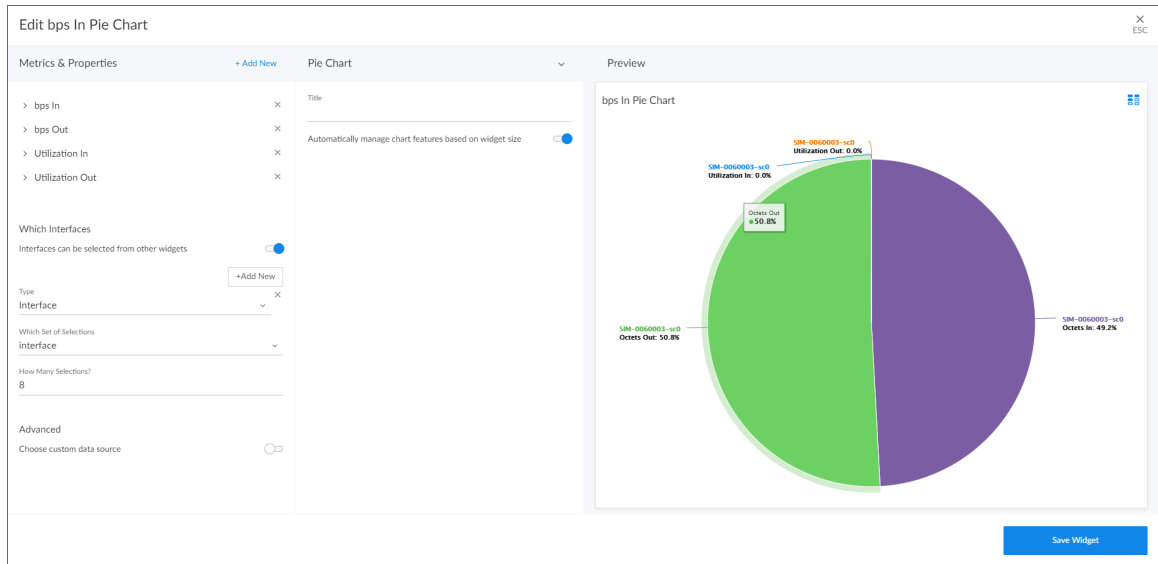 Edit bps In Pie Chart
ESC
Metrics & Properties
+ Add New
Pie Chart
Preview
bps In
bps Out
Utilization In
Utilization Out
Which Interfaces
Interfaces can be selected from other widgets
+Add New
Type
Interface
Which Set of Selections
interface
How Many Selections?
8
Advanced
Choose custom data source
Title
Automatically manage chart features based on widget size
bps In Pie Chart
SIM-0060003-sc0
Utilization Out: 0.0%
SIM-0060003-sc0
Utilization In: 0.0%
Octets Out
50.8%
SIM-0060003-sc0
Octets Out: 50.8%
SIM-0060003-sc0
Octets In: 49.2%
Save Widget